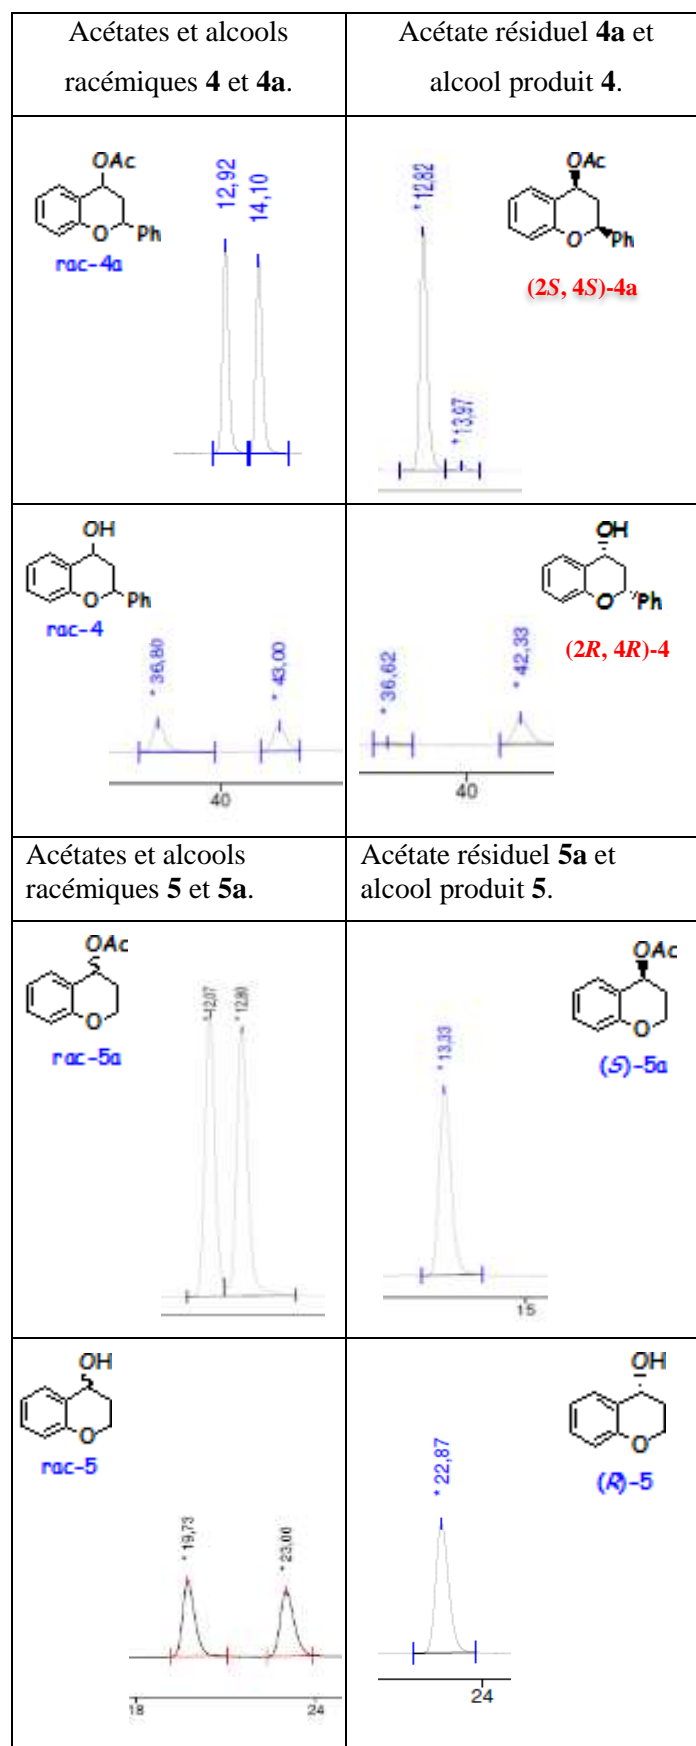 Acétates et alcools
racémiques 4 et 4a.
Acétate résiduel 4a et
alcool produit 4.
OAc
O
Ph
rac-4a
12,92
14,10
* 12,82
* 13,97
OAc
O
Ph
(2S, 4S)-4a
OH
O
Ph
rac-4
* 36,80
* 43,00
40
OH
O
Ph
(2R, 4R)-4
* 36,62
* 42,33
40
Acétates et alcools
racémiques 5 et 5a.
Acétate résiduel 5a et
alcool produit 5.
OAc
O
rac-5a
12,07
12,80
OAc
O
(S)-5a
* 13,33
15
OH
O
rac-5
* 19,73
* 23,00
18
24
OH
O
(R)-5
* 22,87
24